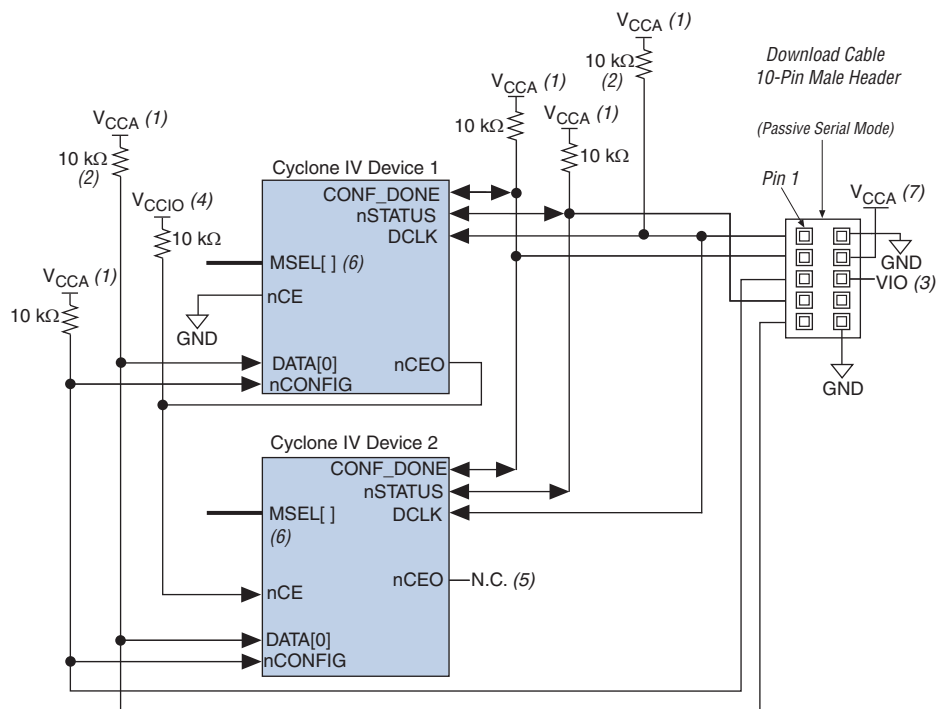 VCCA (1)
10 kΩ
(2)
Download Cable
10-Pin Male Header
(Passive Serial Mode)
Pin 1
VCCA (7)
GND
VIO (3)
GND
VCCA (1)
10 kΩ
VCCA (1)
10 kΩ
VCCA (1)
10 kΩ
(2)
VCCIO (4)
10 kΩ
VCCA (1)
10 kΩ
Cyclone IV Device 1
CONF_DONE
nSTATUS
DCLK
MSEL[ ] (6)
nCE
GND
DATA[0]
nCEO
nCONFIG
Cyclone IV Device 2
CONF_DONE
nSTATUS
DCLK
MSEL[ ]
(6)
nCEO
N.C. (5)
nCE
DATA[0]
nCONFIG